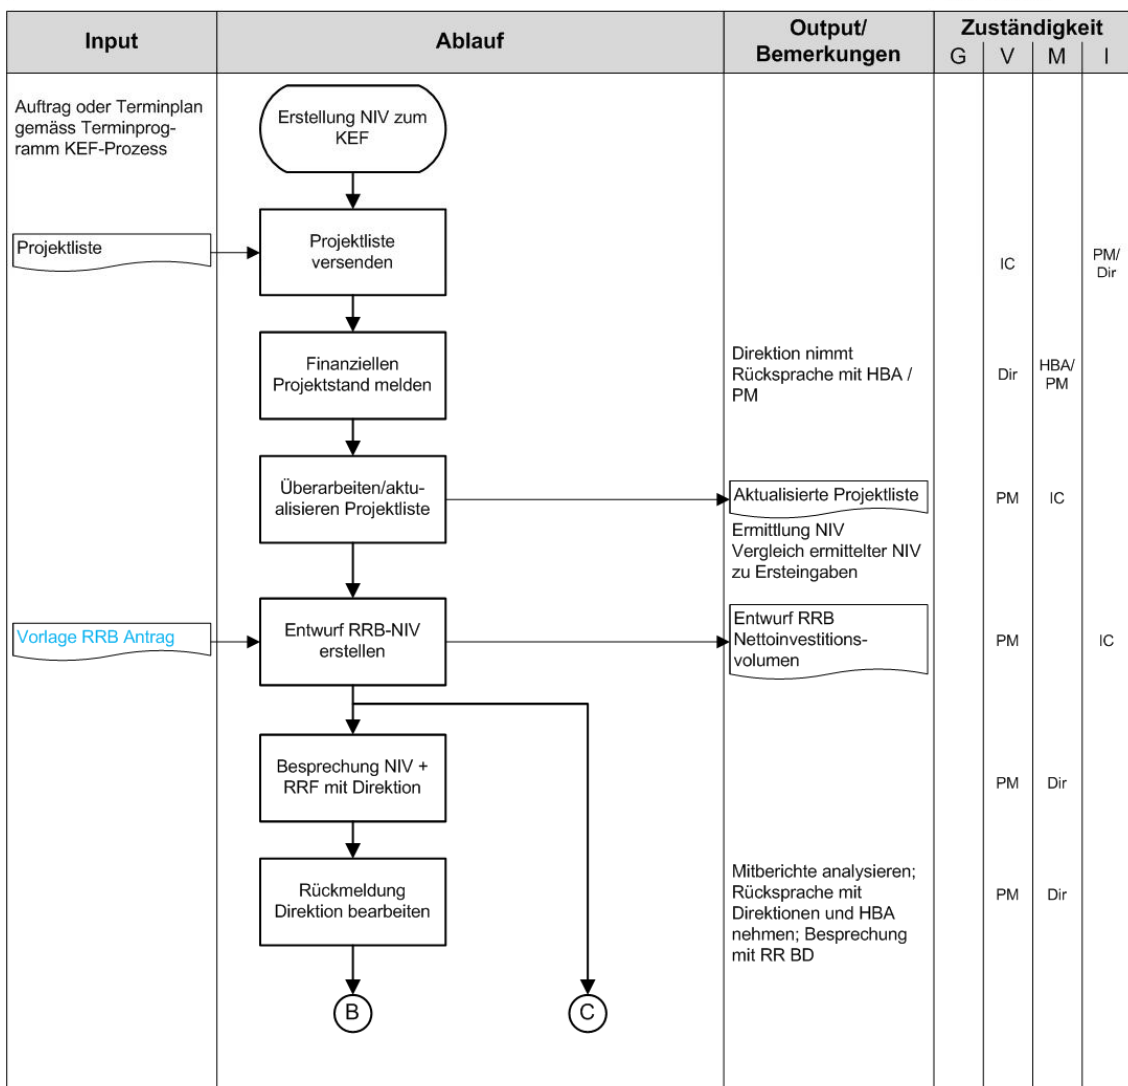 Input
Ablauf
Output/
Bemerkungen
Zuständigkeit
G V M I
Auftrag oder Terminplan
gemäss Terminprog-
ramm KEF-Prozess
Erstellung NIV zum
KEF
Projektliste
Projektliste
versenden
IC
PM/
Dir
Finanziellen
Projektstand melden
Direktion nimmt
Rücksprache mit HBA /
PM
Dir
HBA/
PM
Überarbeiten/aktu-
alisieren Projektliste
Aktualisierte Projektliste
Ermittlung NIV
Vergleich ermittelter NIV
zu Ersteingaben
PM
IC
Vorlage RRB Antrag
Entwurf RRB-NIV
erstellen
Entwurf RRB
Nettoinvestitions-
volumen
PM
IC
Besprechung NIV +
RRF mit Direktion
PM
Dir
Rückmeldung
Direktion bearbeiten
Mitberichte analysieren;
Rücksprache mit
Direktionen und HBA
nehmen; Besprechung
mit RR BD
PM
Dir
B
C